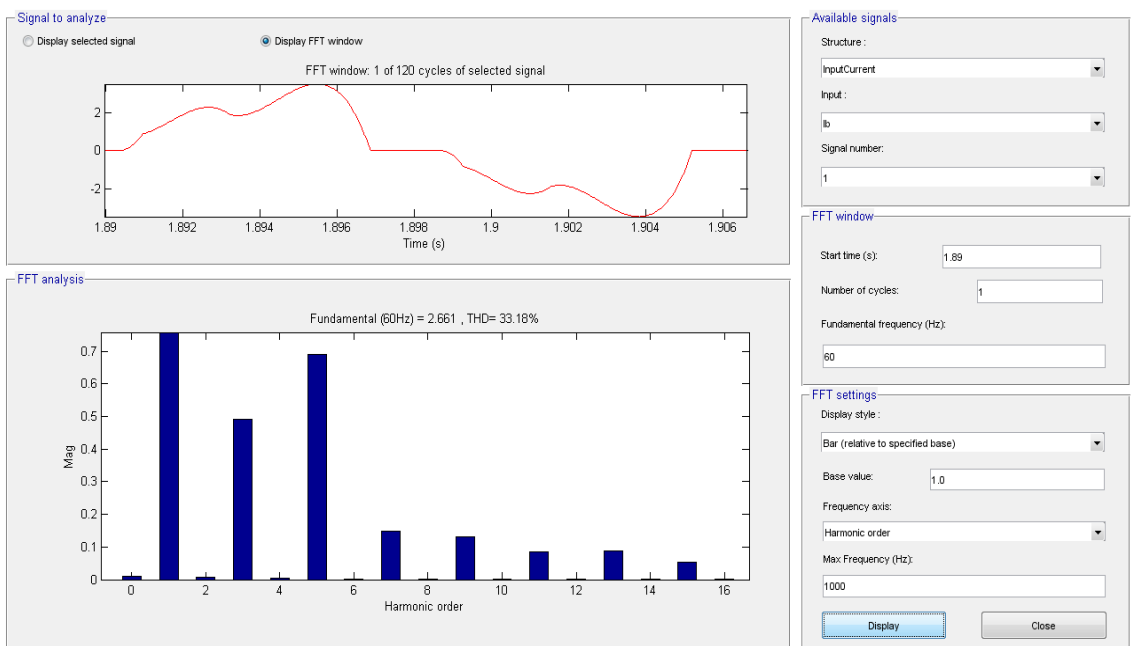 Signal to analyze
Display selected signal
Display FFT window
FFT window: 1 of 120 cycles of selected signal
2
0
-2
1.89 1.892 1.894 1.896 1.898 1.9 1.902 1.904 1.906
Time (s)
FFT analysis
Fundamental (60Hz) = 2.661 , THD= 33.18%
0.7
0.6
0.5
0.4
0.3
0.2
0.1
0
Mag
0 2 4 6 8 10 12 14 16
Harmonic order
Available signals
Structure :
InputCurrent
Input :
Ib
Signal number:
1
FFT window
Start time (s):
1.89
Number of cycles:
1
Fundamental frequency (Hz):
60
FFT settings
Display style :
Bar (relative to specified base)
Base value:
1.0
Frequency axis:
Harmonic order
Max Frequency (Hz):
1000
Display
Close